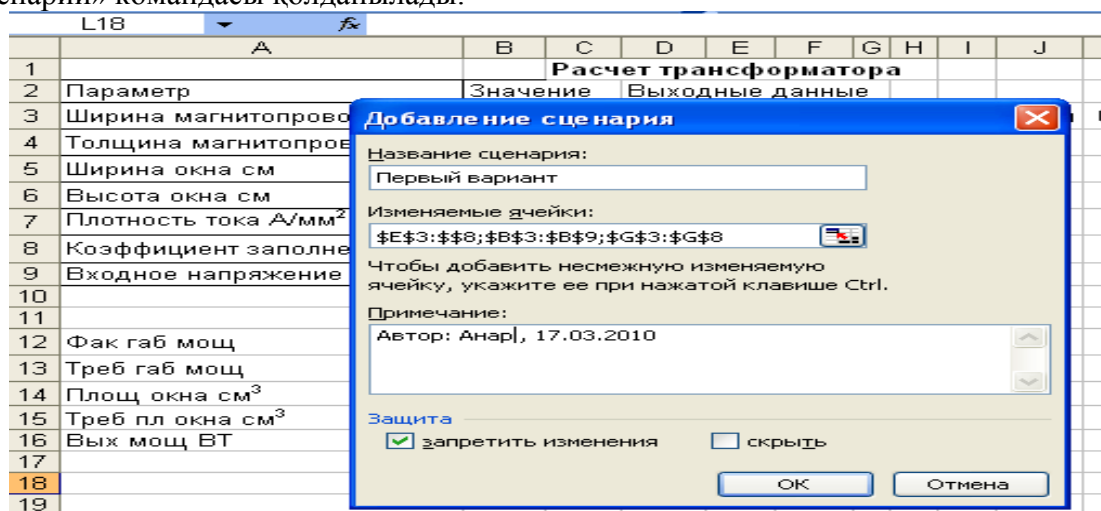 сценарий» командасы қолданылады.
L18 fx
A B C D E F G H I J
1 Расчет трансформатора
2 Параметр Значение Выходные данные
3 Ширина магнитопрово
4 Толщина магнитопров
5 Ширина окна см
6 Высота окна см
7 Плотность тока А/мм²
8 Коэффициент заполне
9 Входное напряжение
10
11
12 Фак габ мощ
13 Треб габ мощ
14 Площ окна см³
15 Треб пл окна см³
16 Вых мощ ВТ
17
18
19
Добавление сценария
Название сценария:
Первый вариант
Изменяемые ячейки:
$E$3:$$8;$B$3:$B$9;$G$3:$G$8
Чтобы добавить несмежную изменяемую
ячейку, укажите ее при нажатой клавише Ctrl.
Примечание:
Автор: Анар, 17.03.2010
Защита
запретить изменения скрыть
ОК Отмена